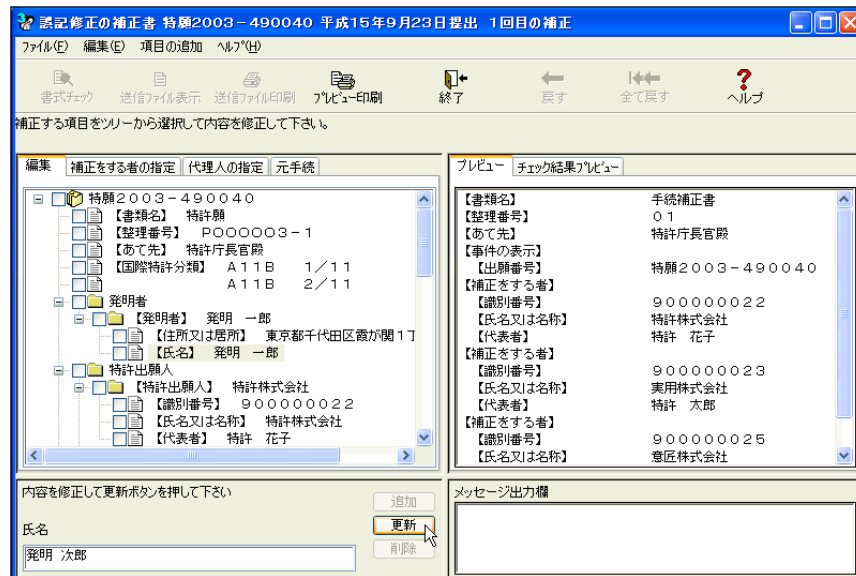 誤記修正の補正書 特願2003－490040 平成15年9月23日提出 1回目の補正
ﾌｧｲﾙ(F) 編集(E) 項目の追加 ﾍﾙﾌﾟ(H)
書式ﾁｪｯｸ 送信ﾌｧｲﾙ表示 送信ﾌｧｲﾙ印刷 ﾌﾟﾚﾋﾞｭｰ印刷 終了 戻す 全て戻す ヘルプ
補正する項目をﾂﾘｰから選択して内容を修正して下さい。
編集 補正をする者の指定 代理人の指定 元手続
特願２００３－４９００４０
【書類名】 特許願
【整理番号】 Ｐ００００３－１
【あて先】 特許庁長官殿
【国際特許分類】 Ａ１１Ｂ １／１１
Ａ１１Ｂ ２／１１
発明者
【発明者】 発明 一郎
【住所又は居所】 東京都千代田区霞が関１丁
【氏名】 発明 一郎
特許出願人
【特許出願人】 特許株式会社
【識別番号】 ９０００００００２２
【氏名又は名称】 特許株式会社
【代表者】 特許 花子
プレビュー ﾁｪｯｸ結果ﾌﾟﾚﾋﾞｭｰ
【書類名】 手続補正書
【整理番号】 ０１
【あて先】 特許庁長官殿
【事件の表示】
【出願番号】 特願２００３－４９００４０
【補正をする者】
【識別番号】 ９０００００００２２
【氏名又は名称】 特許株式会社
【代表者】 特許 花子
【補正をする者】
【識別番号】 ９０００００００２３
【氏名又は名称】 実用株式会社
【代表者】 特許 太郎
【補正をする者】
【識別番号】 ９０００００００２５
【氏名又は名称】 意匠株式会社
内容を修正して更新ボタンを押して下さい
追加
氏名
更新
発明 次郎
削除
メッセージ出力欄